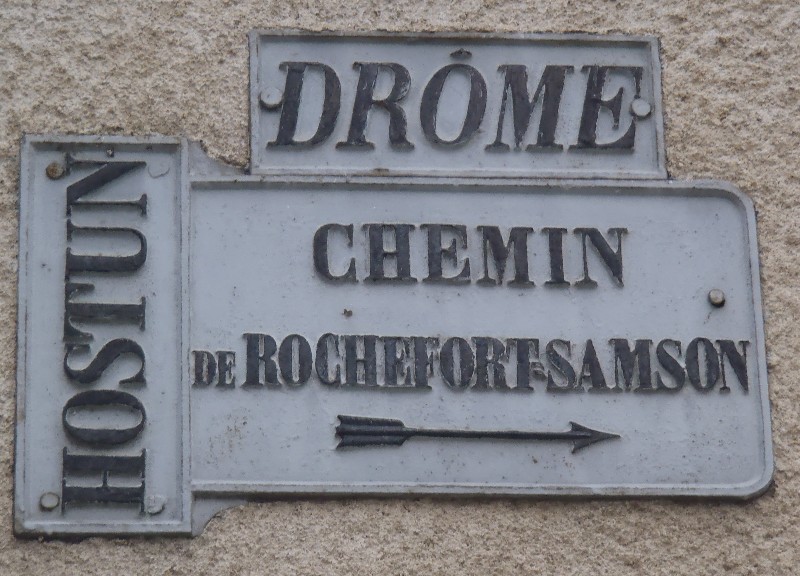 DRÔME
HOSTUN
CHEMIN
DE ROCHEFORT-SAMSON